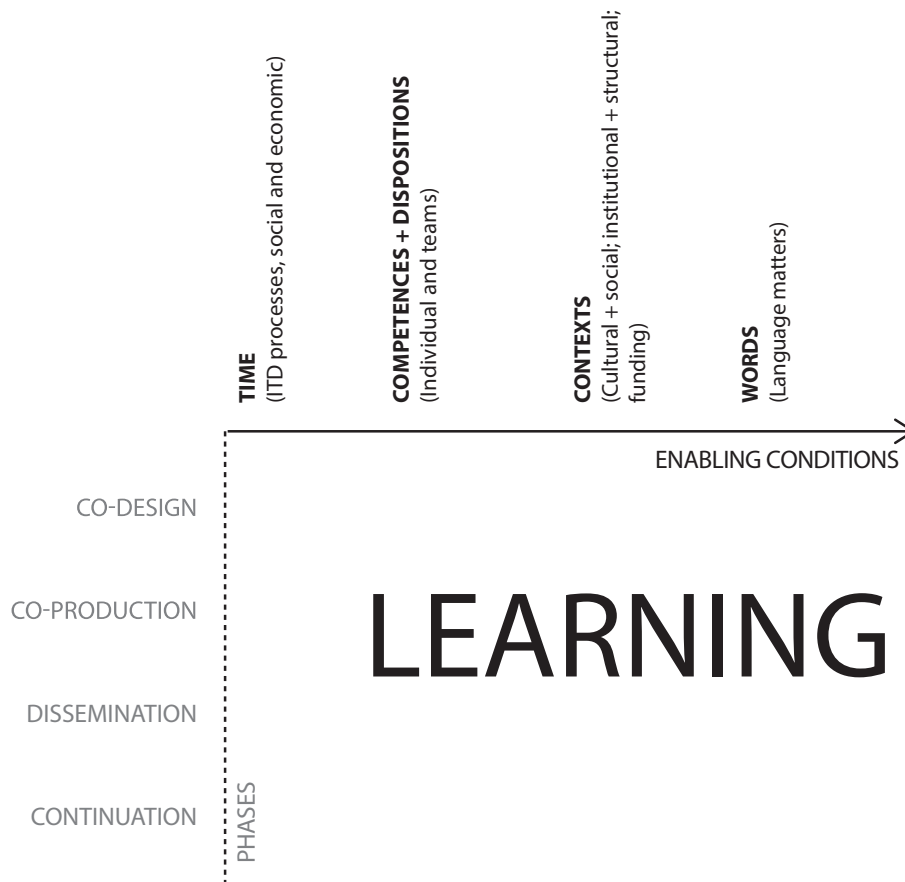 TIME
(ITD processes, social and economic)
COMPETENCES + DISPOSITIONS
(Individual and teams)
CONTEXTS
(Cultural + social; institutional + structural;
funding)
WORDS
(Language matters)
ENABLING CONDITIONS
CO-DESIGN
CO-PRODUCTION
DISSEMINATION
CONTINUATION
PHASES
LEARNING